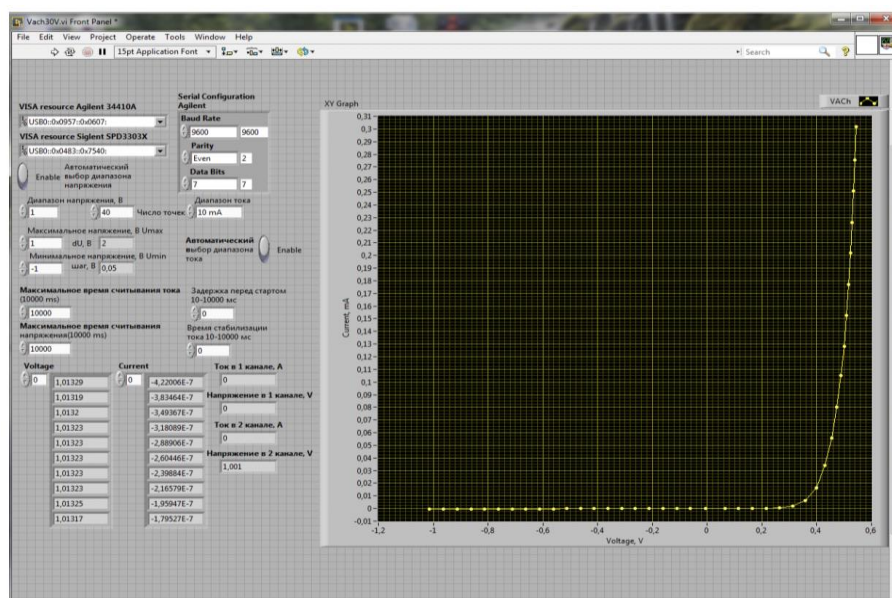 Vach30V.vi Front Panel *
File Edit View Project Operate Tools Window Help
15pt Application Font
Search
VISA resource Agilent 34410A
USB0::0x0957::0x0607::
VISA resource Siglent SPD3303X
USB0::0x0483::0x7540::
Enable
Автоматический
выбор диапазона
напряжения
Serial Configuration
Agilent
Baud Rate
9600 9600
Parity
Even 2
Data Bits
7 7
Диапазон напряжения, В
1 40 Число точек
Диапазон тока
10 mA
Максимальное напяжение, В Umax
1 dU, В 2
Минимальное напряжение, В Umin
-1 шаг, В 0,05
Автоматический
выбор диапазона
тока
Enable
Максимальное время считывания тока
(10000 ms)
10000
Задержка перед стартом
10-10000 мс
0
Максимальное время считывания
напряжения(10000 ms)
10000
Время стабилизации
тока 10-10000 мс
0
Voltage
0
1,01329
1,01319
1,0132
1,01323
1,01323
1,01323
1,01323
1,01323
1,01325
1,01317
Current
0
-4,22006E-7
-3,83464E-7
-3,49367E-7
-3,18089E-7
-2,88906E-7
-2,60446E-7
-2,39884E-7
-2,16579E-7
-1,95947E-7
-1,79527E-7
Ток в 1 канале, А
0
Напряжение в 1 канале, V
0
Ток в 2 канале, А
0
Напряжение в 2 канале, V
1,001
XY Graph
VACh
Current, mA
0,31
0,3
0,29
0,28
0,27
0,26
0,25
0,24
0,23
0,22
0,21
0,2
0,19
0,18
0,17
0,16
0,15
0,14
0,13
0,12
0,11
0,1
0,09
0,08
0,07
0,06
0,05
0,04
0,03
0,02
0,01
0
-0,01
-1,2 -1 -0,8 -0,6 -0,4 -0,2 0 0,2 0,4 0,6
Voltage, V